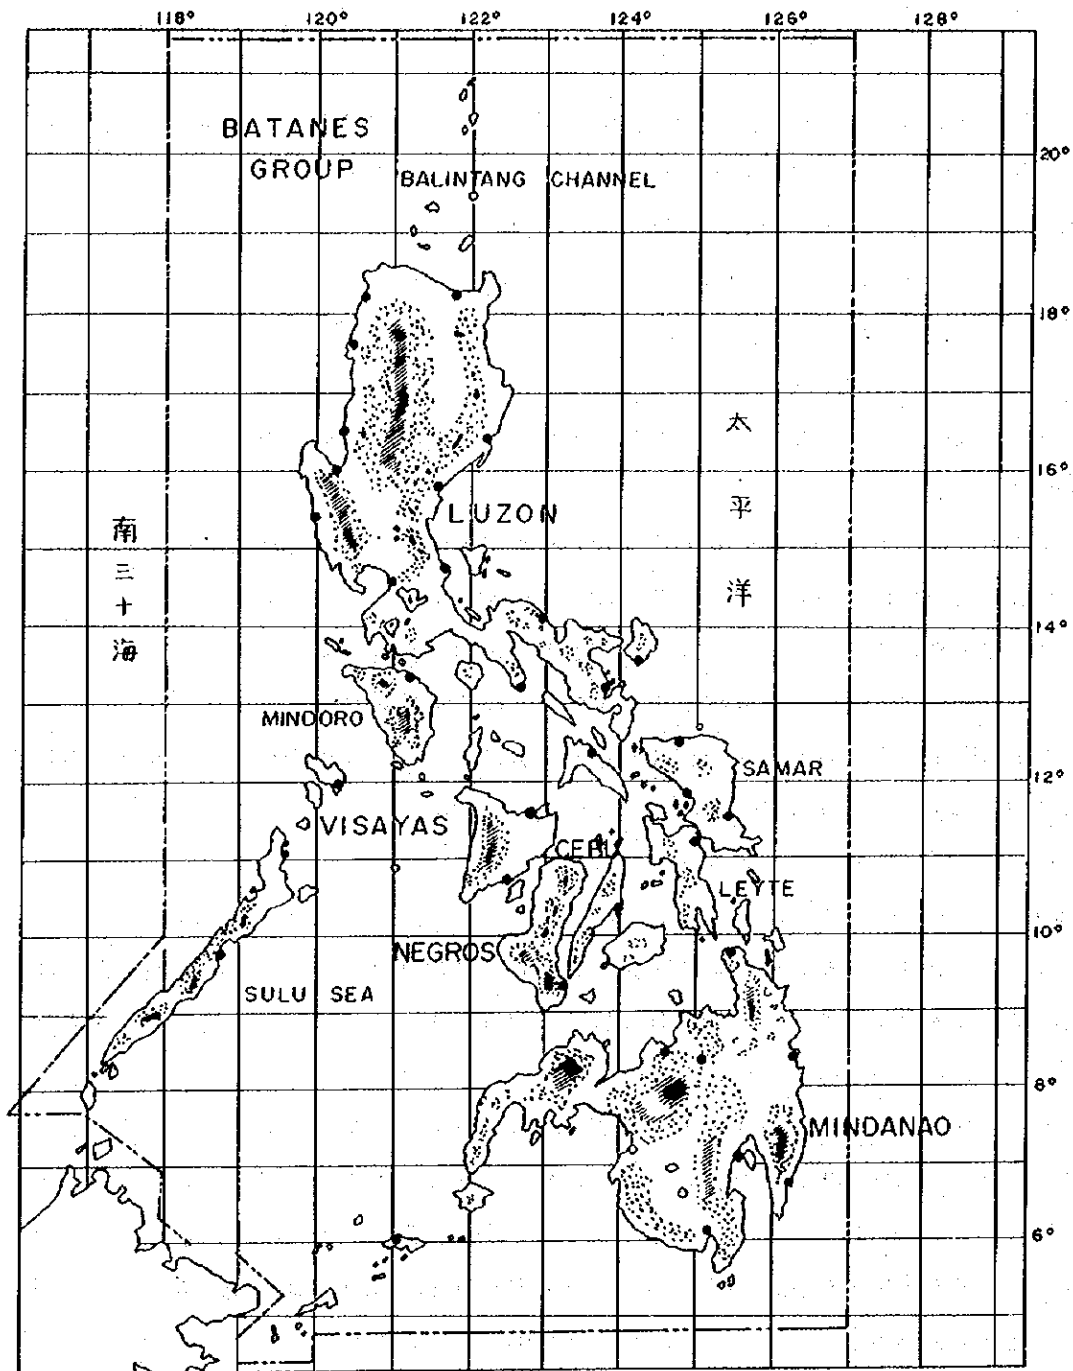 118° 120° 122° 124° 126° 128°
BATANES
GROUP
BALINTANG CHANNEL
20°
18°
太平洋
16°
LUZON
南三十海
14°
MINDORO
SAMAR
12°
VISAYAS
CEBU
LEYTE
10°
NEGROS
SULU SEA
8°
MINDANAO
6°